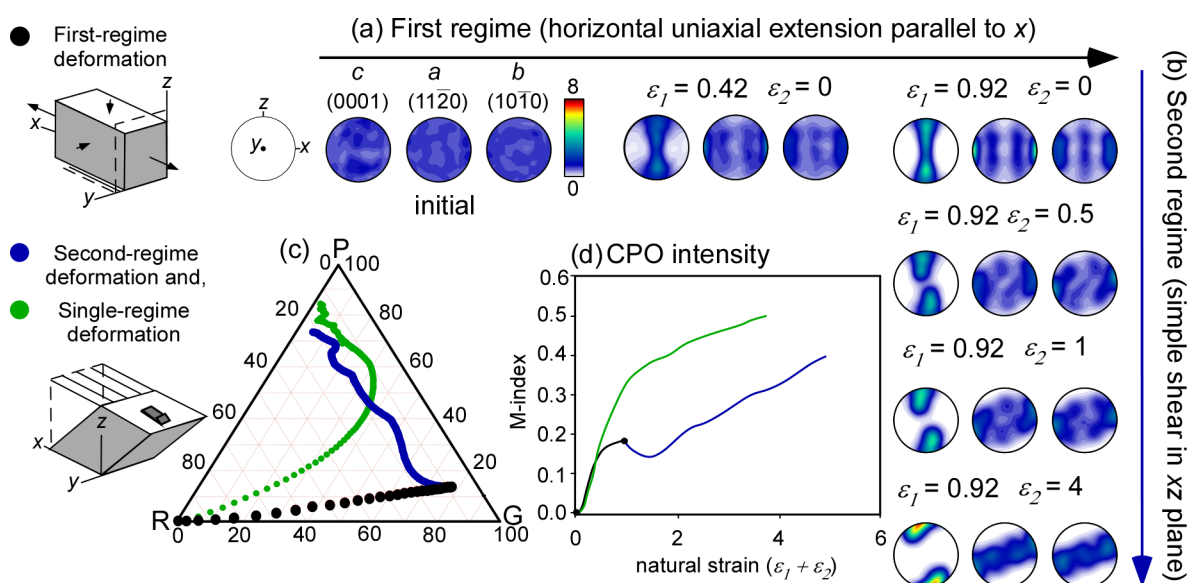 (a) First regime (horizontal uniaxial extension parallel to x)
First-regime
deformation
z
x
y
z
y
x
c
(0001)
a
(112̅0)
b
(101̅0)
8
0
initial
ε1 = 0.42 ε2 = 0
ε1 = 0.92 ε2 = 0
ε1 = 0.92 ε2 = 0.5
ε1 = 0.92 ε2 = 1
ε1 = 0.92 ε2 = 4
(b) Second regime (simple shear in xz plane)
Second-regime
deformation and,
Single-regime
deformation
z
x
y
(c)
P
0 100
20 80
40 60
60 40
80 20
R
G
0 20 40 60 80 100
(d) CPO intensity
M-index
0.6
0.5
0.4
0.3
0.2
0.1
0.0
0 2 4 6
natural strain (ε1 + ε2)